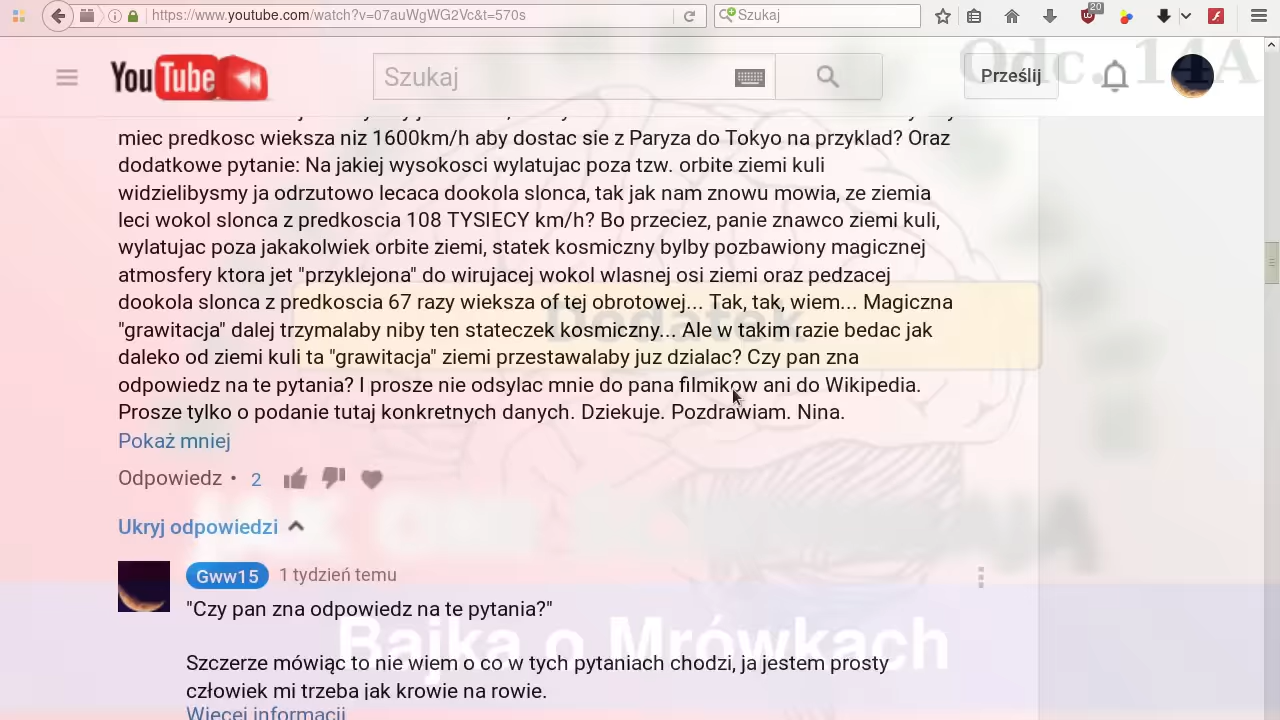 https://www.youtube.com/watch?v=07auWgWG2Vc&t=570s
Szukaj
20
YouTube
Szukaj
Prześlij
Odc. 14A
miec predkosc wieksza niz 1600km/h aby dostac sie z Paryza do Tokyo na przyklad? Oraz
dodatkowe pytanie: Na jakiej wysokosci wylatujac poza tzw. orbite ziemi kuli
widzielibysmy ja odrzutowo lecaca dookola slonca, tak jak nam znowu mowia, ze ziemia
leci wokol slonca z predkoscia 108 TYSIECY km/h? Bo przeciez, panie znawco ziemi kuli,
wylatujac poza jakakolwiek orbite ziemi, statek kosmiczny bylby pozbawiony magicznej
atmosfery ktora jet "przyklejona" do wirujacej wokol wlasnej osi ziemi oraz pedzacej
dookola slonca z predkoscia 67 razy wieksza of tej obrotowej... Tak, tak, wiem... Magiczna
"grawitacja" dalej trzymalaby niby ten stateczek kosmiczny... Ale w takim razie bedac jak
daleko od ziemi kuli ta "grawitacja" ziemi przestawalaby juz dzialac? Czy pan zna
odpowiedz na te pytania? I prosze nie odsylac mnie do pana filmikow ani do Wikipedia.
Prosze tylko o podanie tutaj konkretnych danych. Dziekuje. Pozdrawiam. Nina.
Dodatek
Pokaż mniej
Odpowiedz • 2
Ukryj odpowiedzi
Gww15 1 tydzień temu
"Czy pan zna odpowiedz na te pytania?"
Bajka o Mrówkach
Szczerze mówiąc to nie wiem o co w tych pytaniach chodzi, ja jestem prosty
człowiek mi trzeba jak krowie na rowie.
Więcej informacji